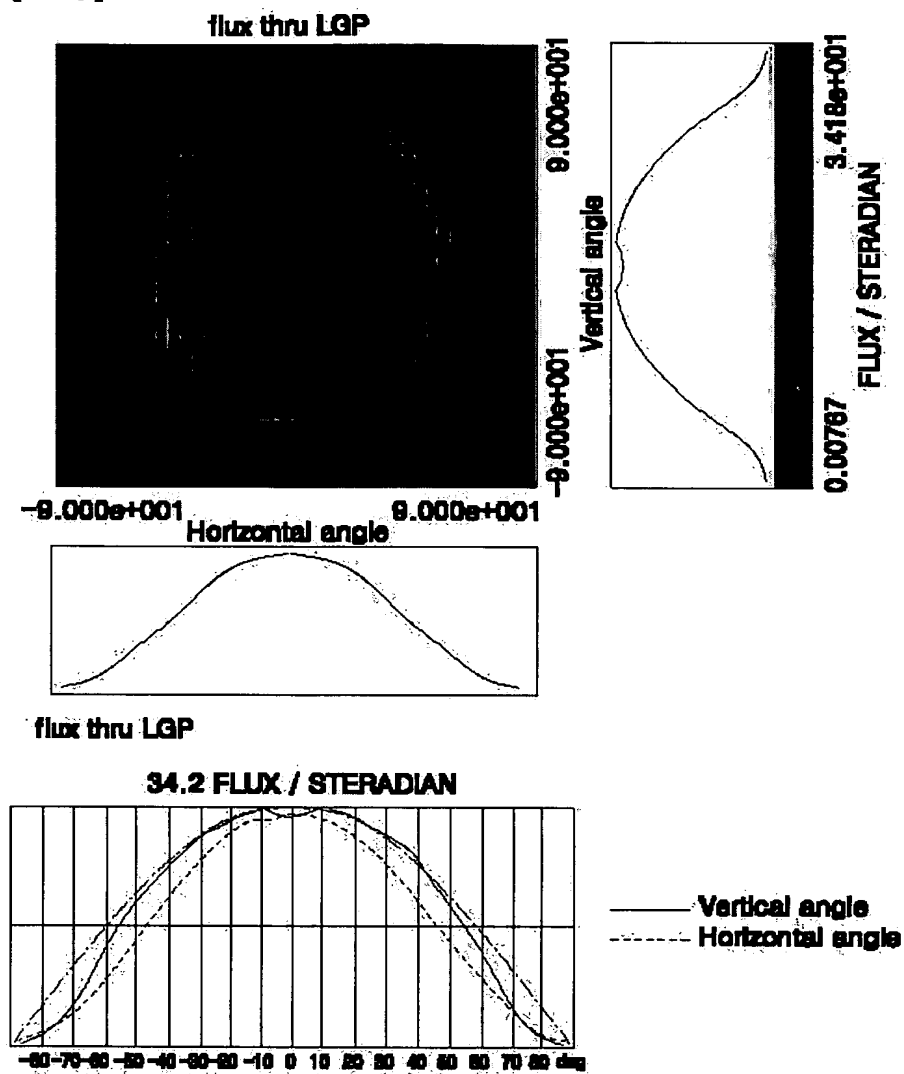 flux thru LGP
9.000e+001
-9.000e+001
Vertical angle
3.418e+001
FLUX / STERADIAN
0.00767
-9.000e+001 9.000e+001
Horizontal angle
flux thru LGP
34.2 FLUX / STERADIAN
Vertical angle
Horizontal angle
-80 -70 -60 -50 -40 -30 -20 -10 0 10 20 30 40 50 60 70 80 deg